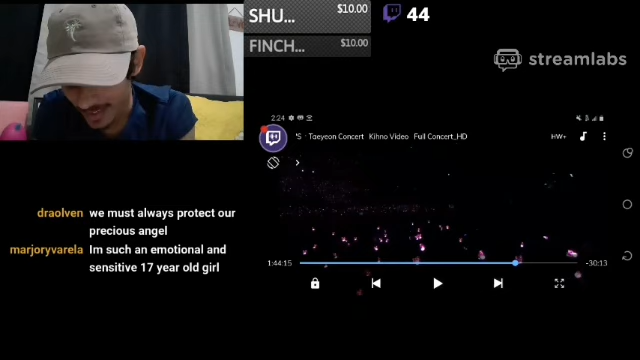 SHU... $10.00
FINCH... $10.00
44
streamlabs
2:24
'S · Taeyeon Concert Kihno Video Full Concert_HD
HW+
draolven we must always protect our
precious angel
marjoryvarela Im such an emotional and
sensitive 17 year old girl
1:44:15
-30:13